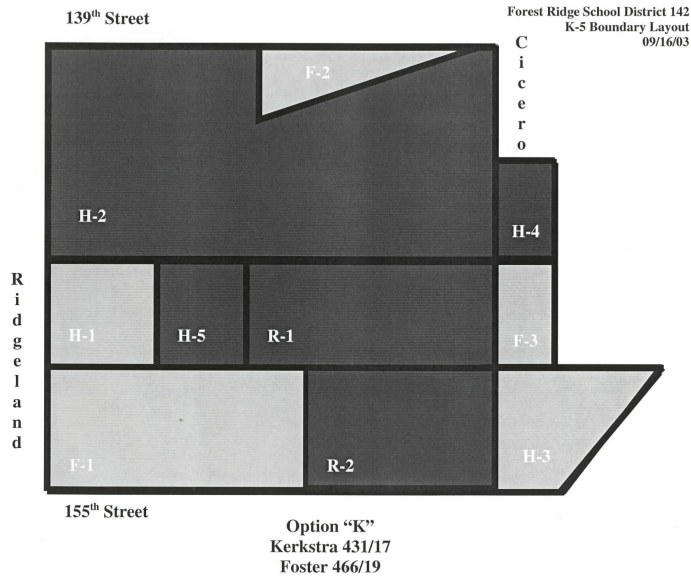 139th Street
Forest Ridge School District 142
K-5 Boundary Layout
09/16/03
Cicero
F-2
H-2
H-4
Ridgeland
H-1
H-5
R-1
F-3
F-1
R-2
H-3
155th Street
Option “K”
Kerkstra 431/17
Foster 466/19